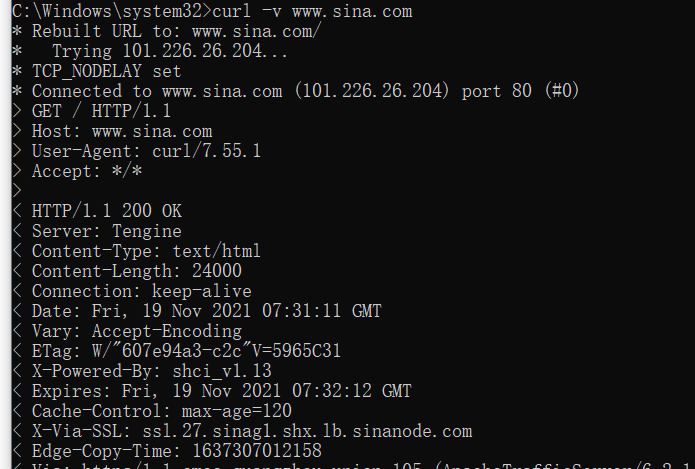 C:\Windows\system32>curl -v www.sina.com
* Rebuilt URL to: www.sina.com/
*   Trying 101.226.26.204...
* TCP_NODELAY set
* Connected to www.sina.com (101.226.26.204) port 80 (#0)
> GET / HTTP/1.1
> Host: www.sina.com
> User-Agent: curl/7.55.1
> Accept: */*
>
< HTTP/1.1 200 OK
< Server: Tengine
< Content-Type: text/html
< Content-Length: 24000
< Connection: keep-alive
< Date: Fri, 19 Nov 2021 07:31:11 GMT
< Vary: Accept-Encoding
< ETag: W/"607e94a3-c2c"V=5965C31
< X-Powered-By: shci_v1.13
< Expires: Fri, 19 Nov 2021 07:32:12 GMT
< Cache-Control: max-age=120
< X-Via-SSL: ssl.27.sinagl.shx.lb.sinanode.com
< Edge-Copy-Time: 1637307012158